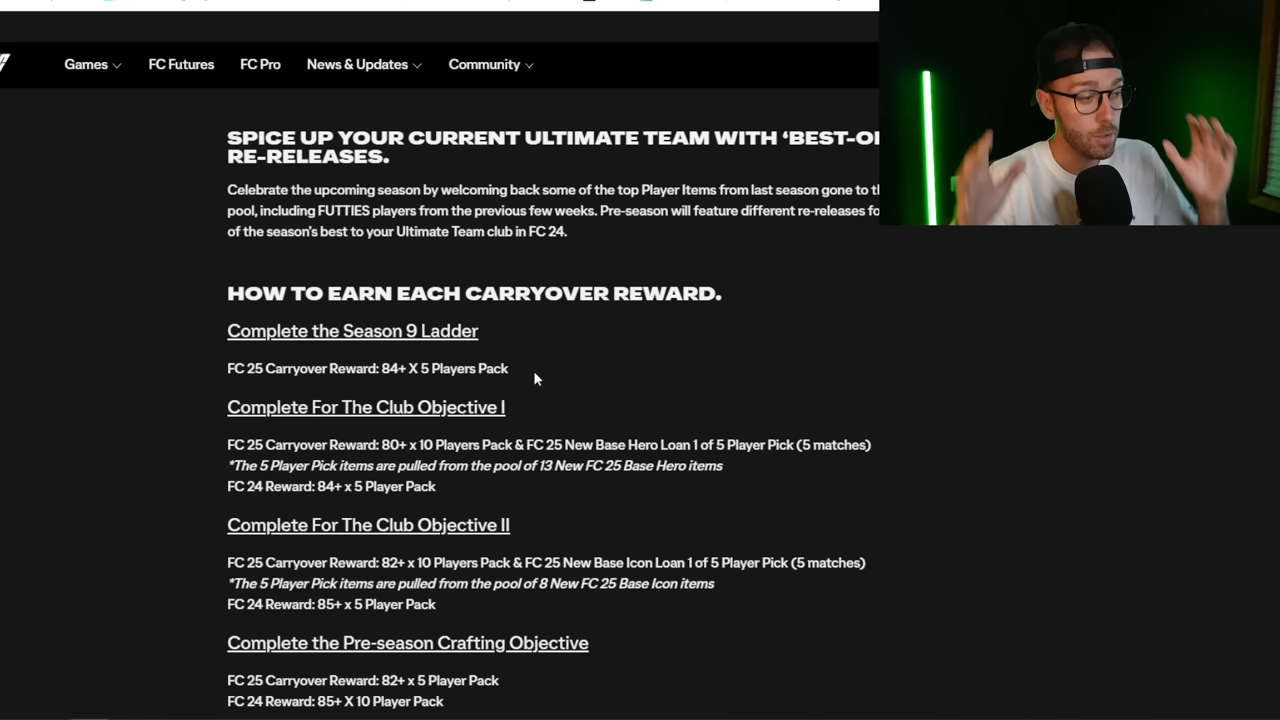 Games
FC Futures
FC Pro
News & Updates
Community
SPICE UP YOUR CURRENT ULTIMATE TEAM WITH ‘BEST-OF
RE-RELEASES.
Celebrate the upcoming season by welcoming back some of the top Player Items from last season gone to
pool, including FUTTIES players from the previous few weeks. Pre-season will feature different re-releases
of the season's best to your Ultimate Team club in FC 24.
HOW TO EARN EACH CARRYOVER REWARD.
Complete the Season 9 Ladder
FC 25 Carryover Reward: 84+ X 5 Players Pack
Complete For The Club Objective I
FC 25 Carryover Reward: 80+ x 10 Players Pack & FC 25 New Base Hero Loan 1 of 5 Player Pick (5 matches)
*The 5 Player Pick items are pulled from the pool of 13 New FC 25 Base Hero items
FC 24 Reward: 84+ x 5 Player Pack
Complete For The Club Objective II
FC 25 Carryover Reward: 82+ x 10 Players Pack & FC 25 New Base Icon Loan 1 of 5 Player Pick (5 matches)
*The 5 Player Pick items are pulled from the pool of 8 New FC 25 Base Icon items
FC 24 Reward: 85+ x 5 Player Pack
Complete the Pre-season Crafting Objective
FC 25 Carryover Reward: 82+ x 5 Player Pack
FC 24 Reward: 85+ X 10 Player Pack